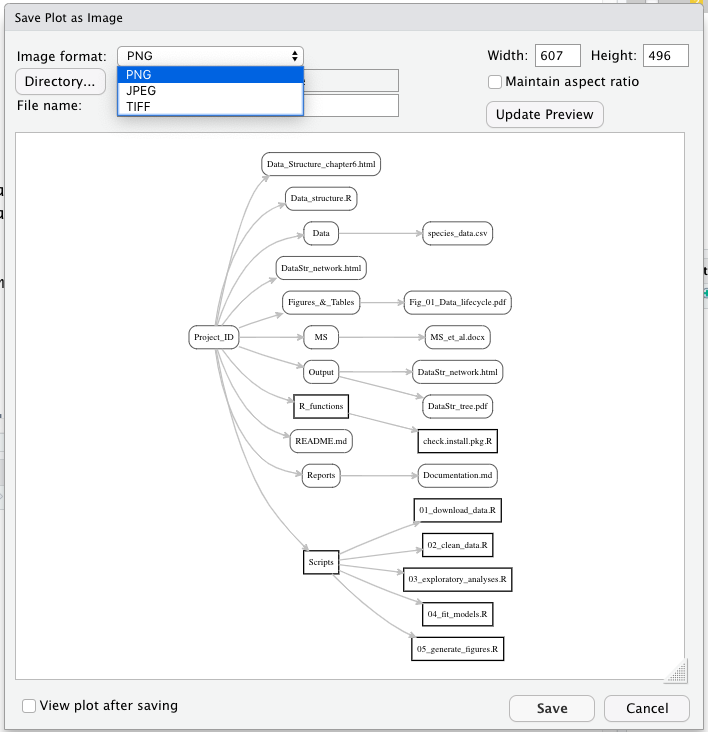 Save Plot as Image
Image format: PNG
Width: 607 Height: 496
PNG
JPEG
TIFF
Directory...
Maintain aspect ratio
File name:
Update Preview
Data_Structure_chapter6.html
Data_structure.R
Data
species_data.csv
DataStr_network.html
Figures_&_Tables
Fig_01_Data_lifecycle.pdf
Project_ID
MS
MS_et_al.docx
Output
DataStr_network.html
DataStr_tree.pdf
R_functions
check.install.pkg.R
README.md
Reports
Documentation.md
01_download_data.R
02_clean_data.R
Scripts
03_exploratory_analyses.R
04_fit_models.R
05_generate_figures.R
View plot after saving
Save
Cancel